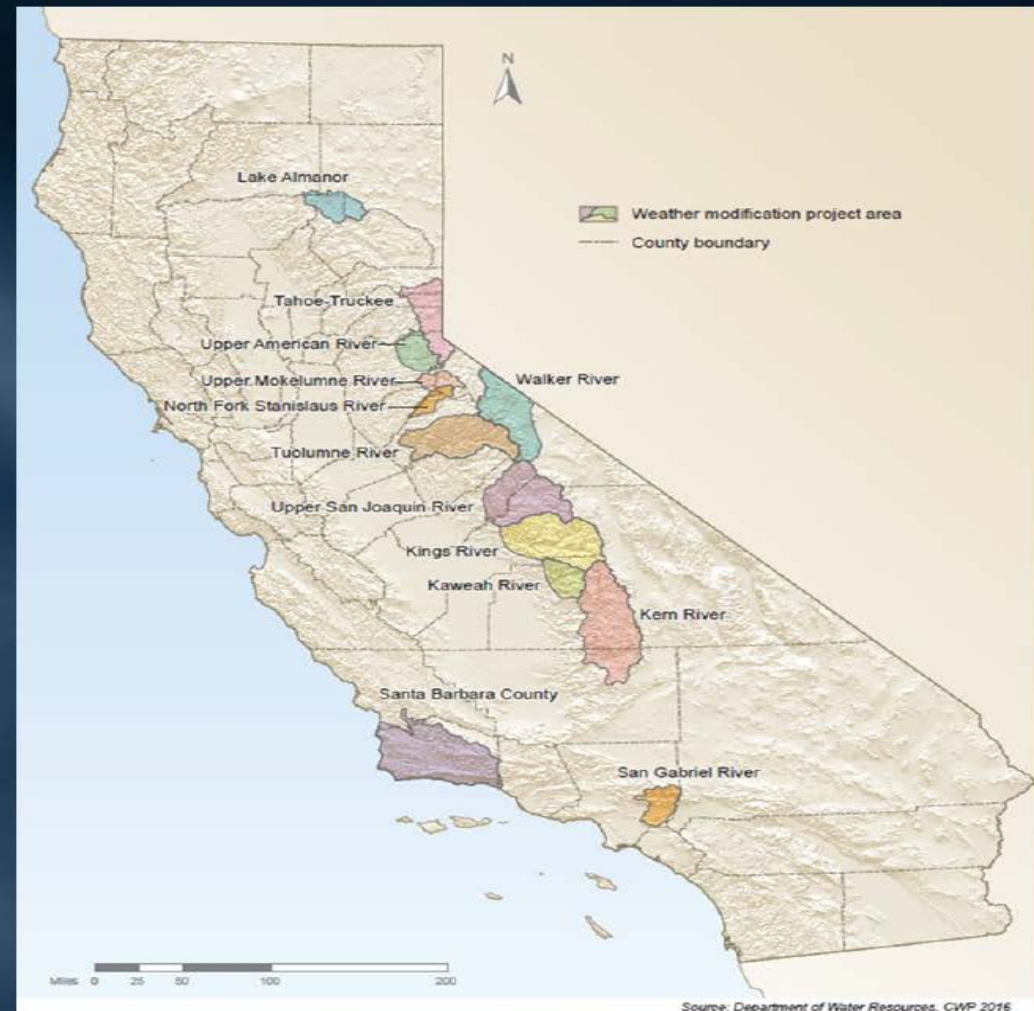 N
Lake Almanor
Weather modification project area
County boundary
Tahoe-Truckee
Upper American River
Upper Mokelumne River
Walker River
North Fork Stanislaus River
Tuolumne River
Upper San Joaquin River
Kings River
Kaweah River
Kern River
Santa Barbara County
San Gabriel River
Miles 0 25 50 100 200
Source: Department of Water Resources, CWP 2016